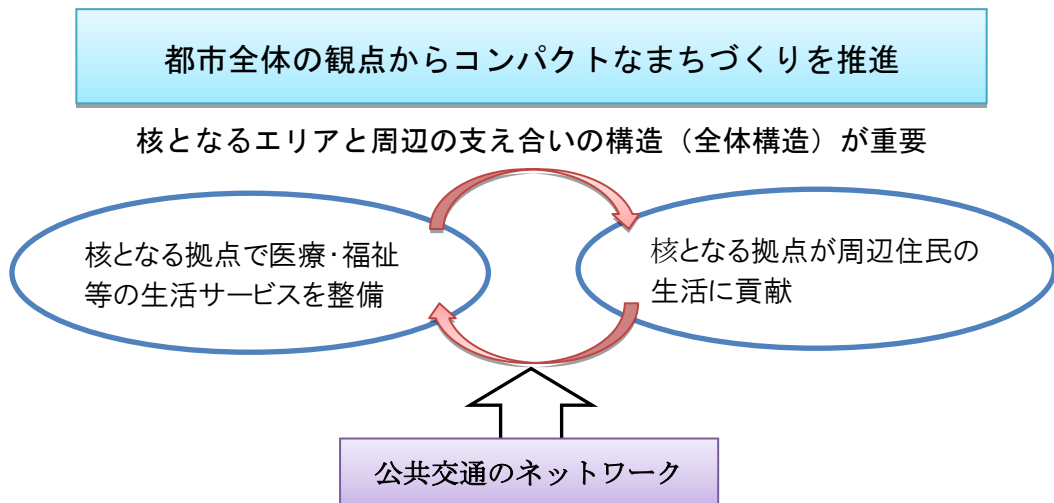 都市全体の観点からコンパクトなまちづくりを推進
核となるエリアと周辺の支え合いの構造（全体構造）が重要
核となる拠点で医療・福祉
等の生活サービスを整備
核となる拠点が周辺住民の
生活に貢献
公共交通のネットワーク